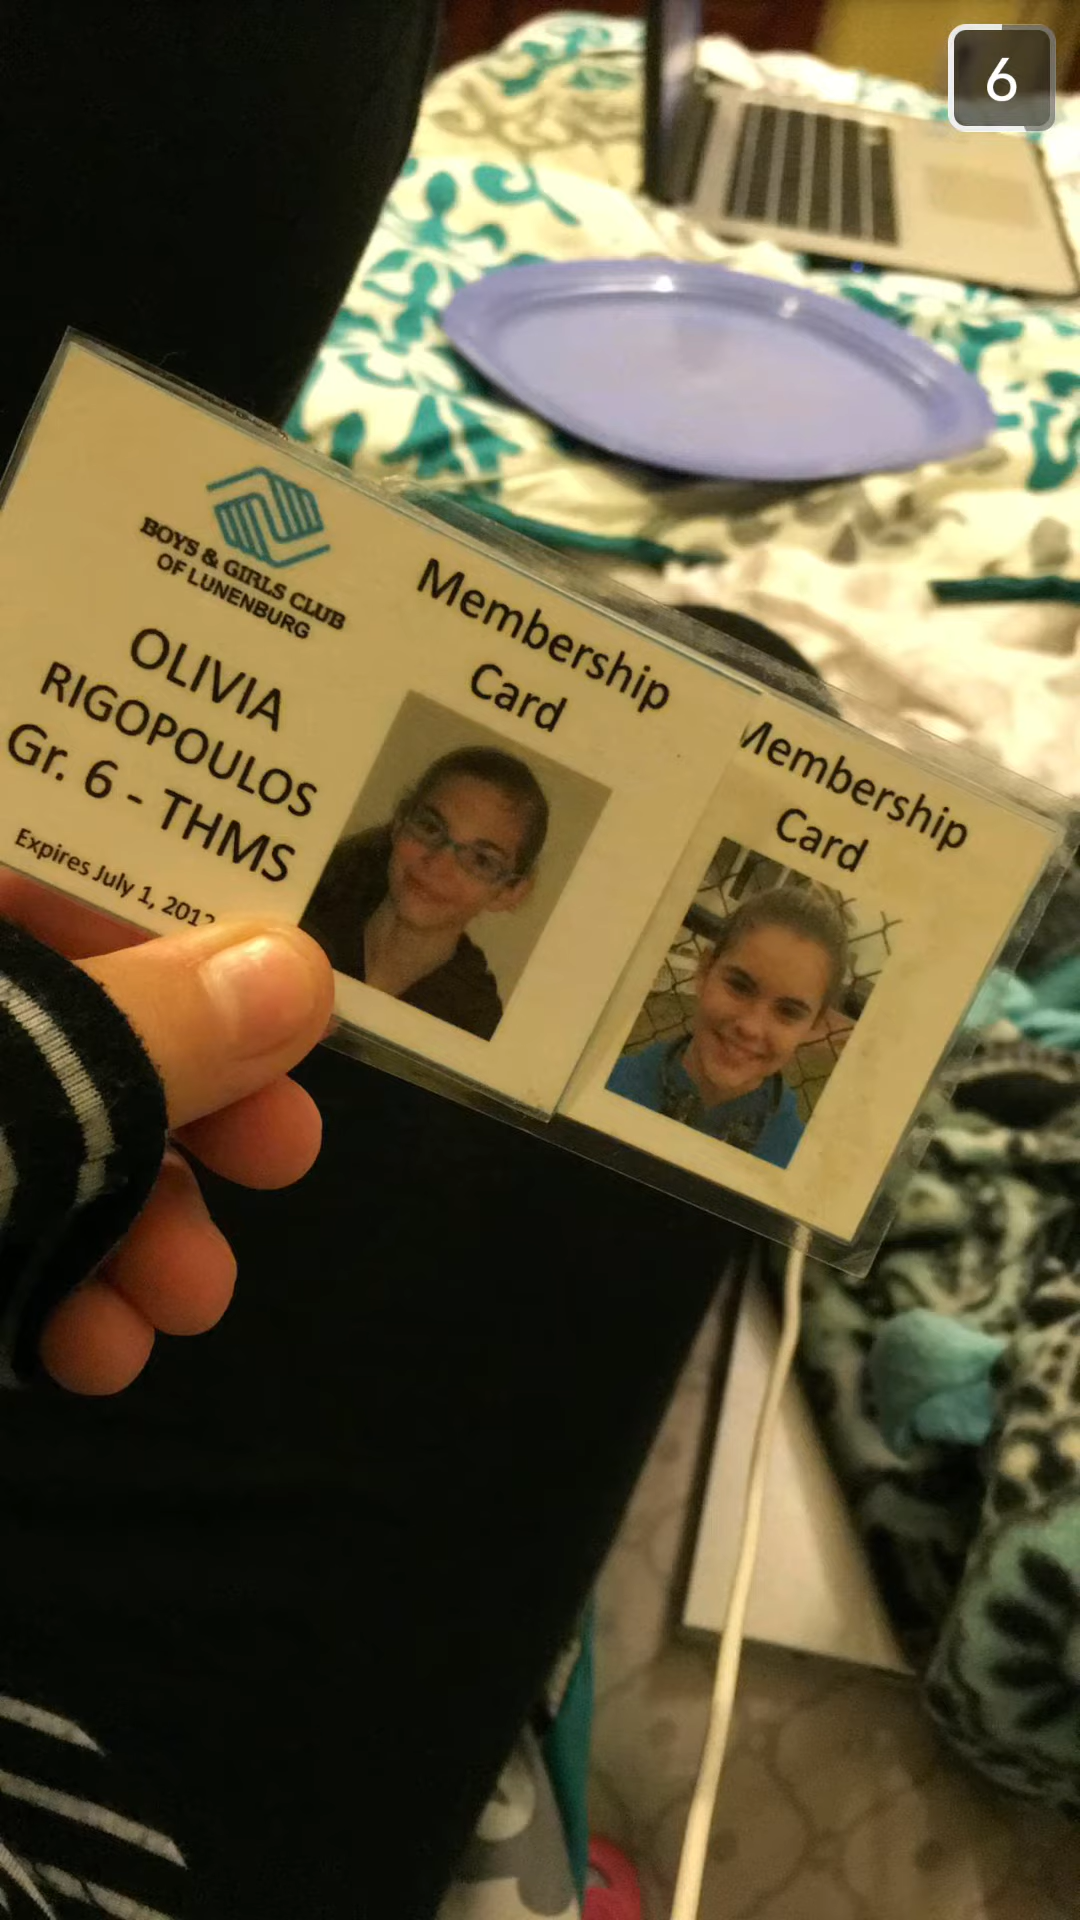 6
BOYS & GIRLS CLUB
OF LUNENBURG
OLIVIA
RIGOPOULOS
Gr. 6 - THMS
Expires July 1,
Membership
Card
Membership
Card